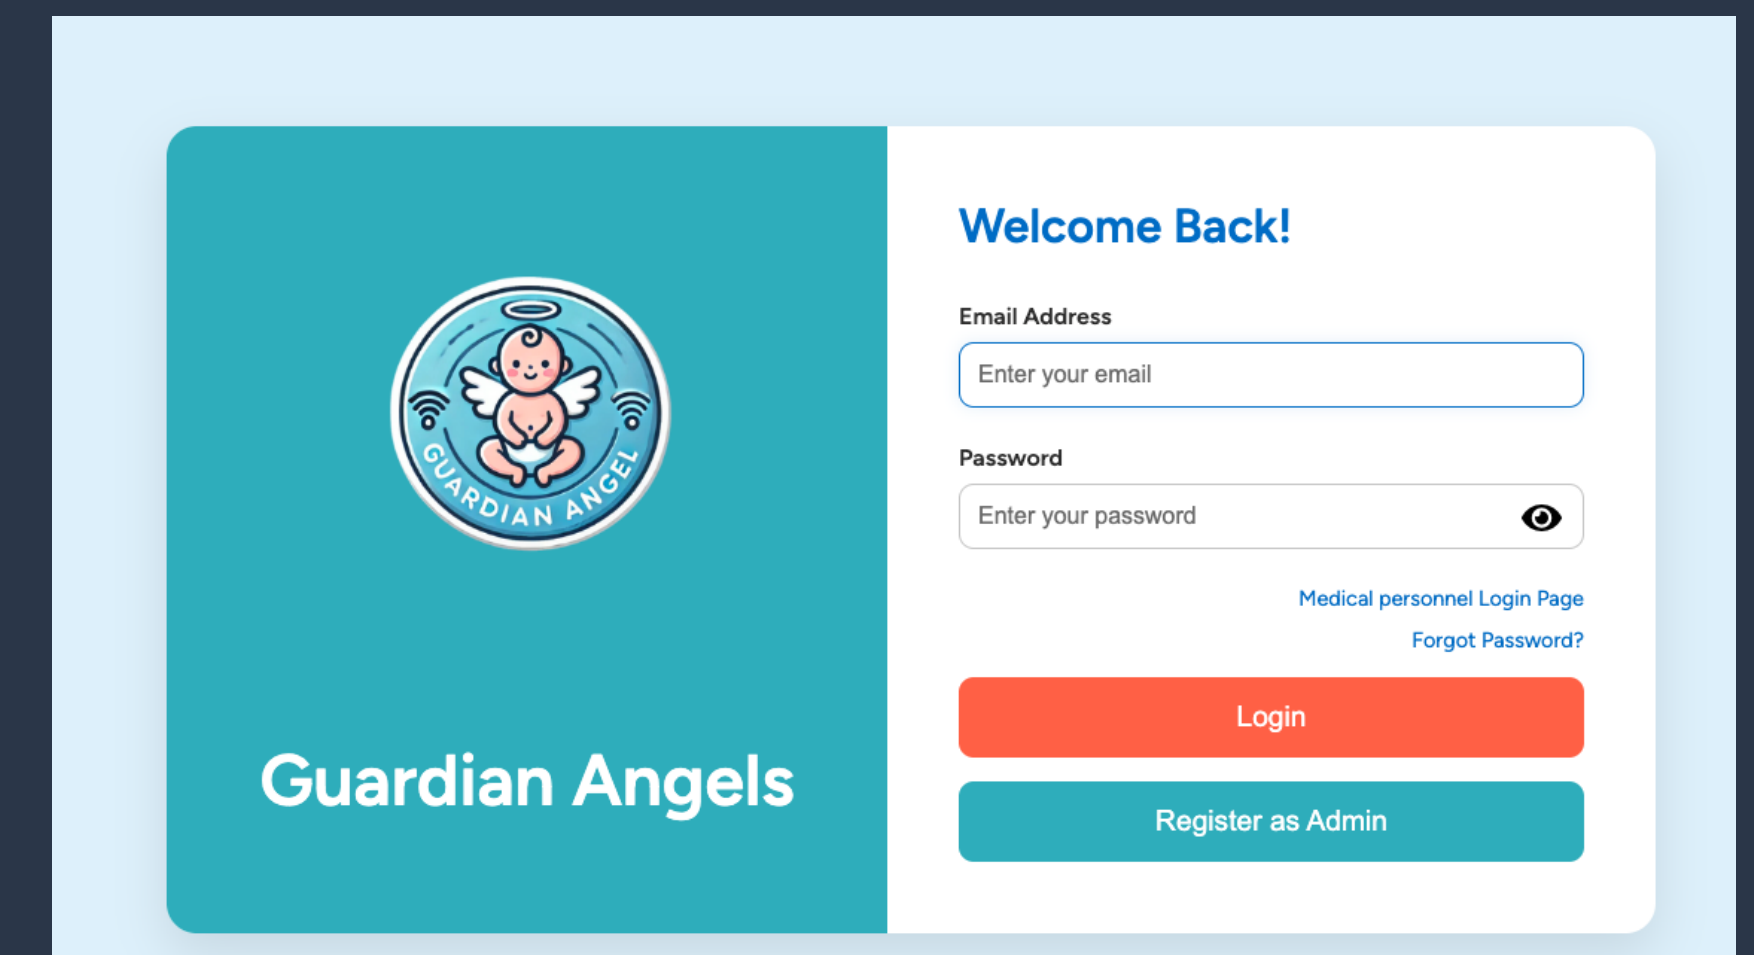 GUARDIAN ANGEL
Guardian Angels
Welcome Back!
Email Address
Enter your email
Password
Enter your password
Medical personnel Login Page
Forgot Password?
Login
Register as Admin